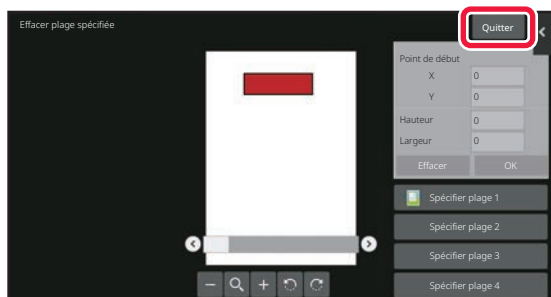 Effacer plage spécifiée
Quitter
Point de début
X 0
Y 0
Hauteur 0
Largeur 0
Effacer OK
Spécifier plage 1
Spécifier plage 2
Spécifier plage 3
Spécifier plage 4